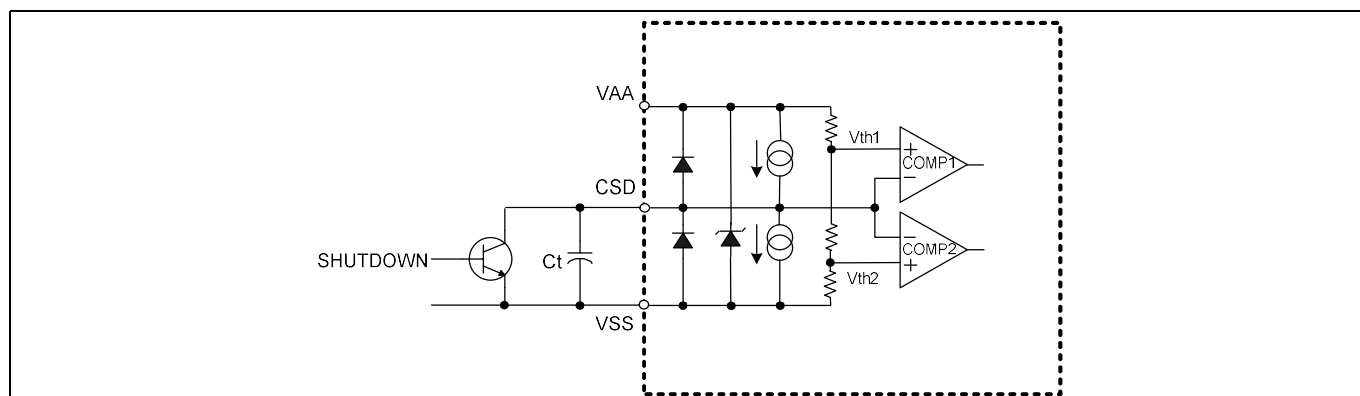 VAA
Vth1
+
COMP1
−
CSD
−
COMP2
SHUTDOWN
Ct
+
Vth2
VSS